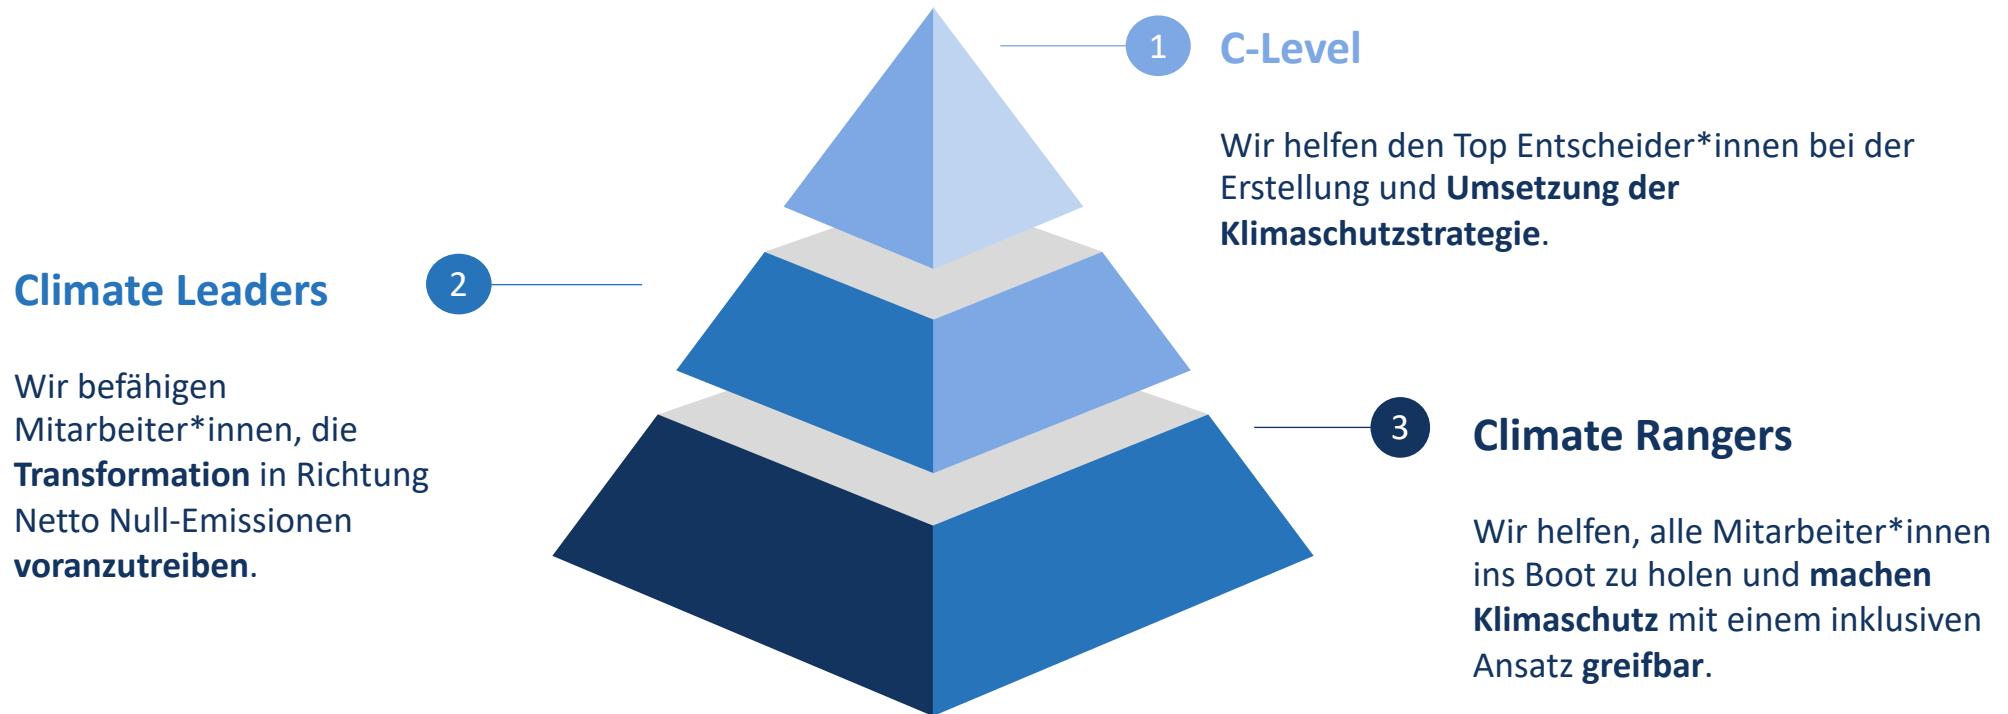 1
C-Level
Wir helfen den Top Entscheider*innen bei der
Erstellung und Umsetzung der
Klimaschutzstrategie.
Climate Leaders
2
Wir befähigen
Mitarbeiter*innen, die
Transformation in Richtung
Netto Null-Emissionen
voranzutreiben.
3
Climate Rangers
Wir helfen, alle Mitarbeiter*innen
ins Boot zu holen und machen
Klimaschutz mit einem inklusiven
Ansatz greifbar.